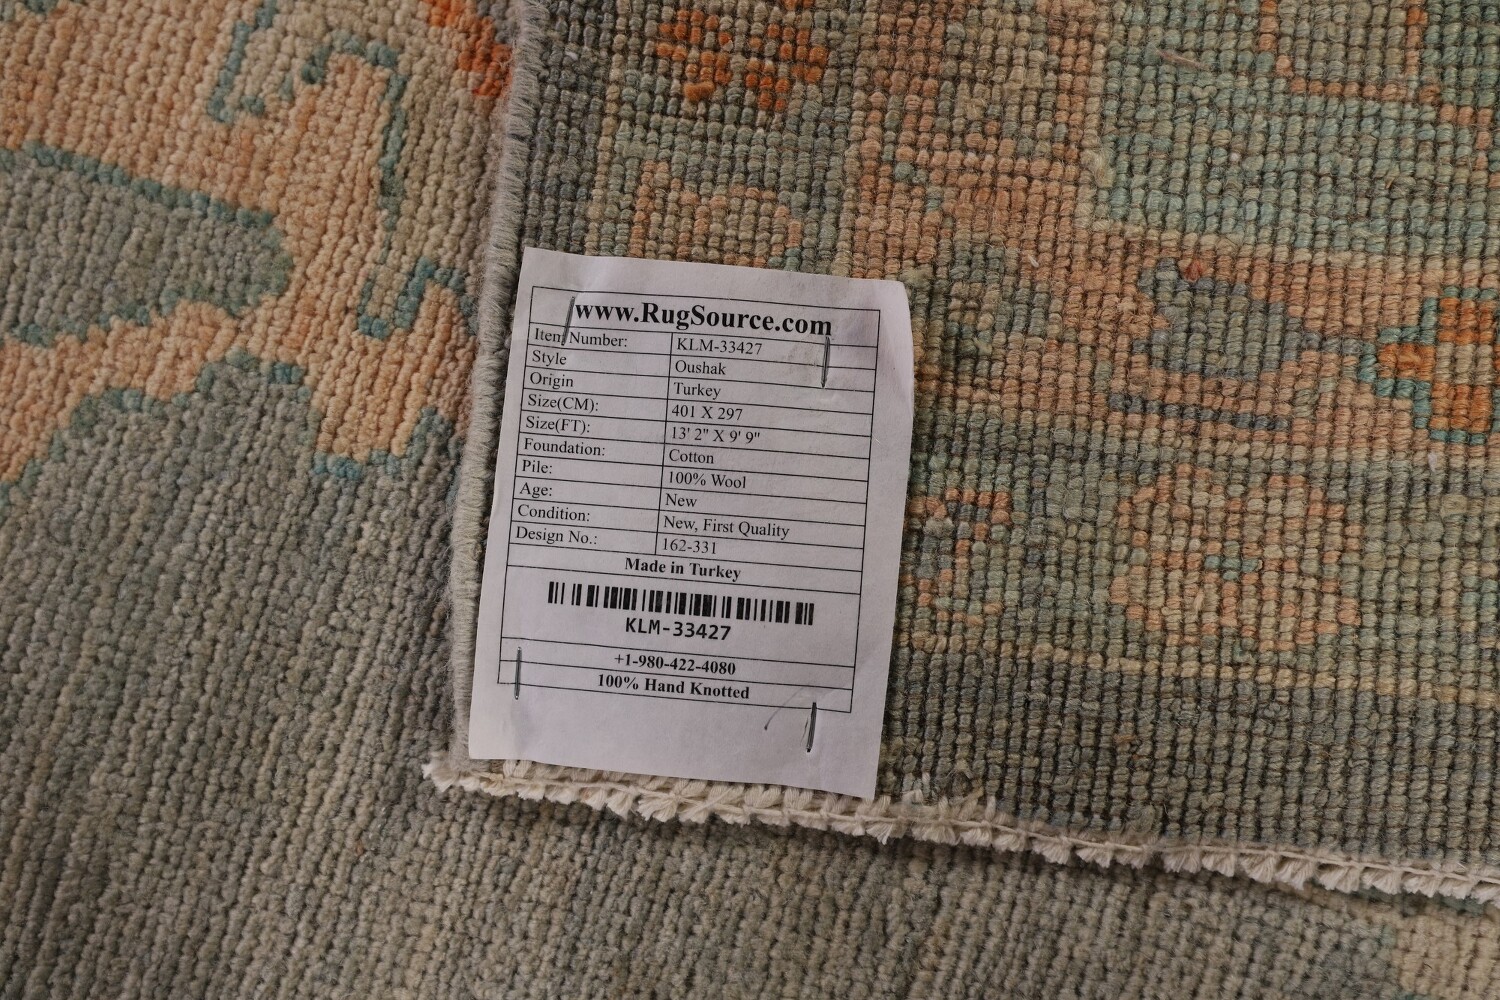 www.RugSource.com
Item Number: KLM-33427
Style Oushak
Origin Turkey
Size(CM): 401 X 297
Size(FT): 13' 2" X 9' 9"
Foundation: Cotton
Pile: 100% Wool
Age: New
Condition: New, First Quality
Design No.: 162-331
Made in Turkey
KLM-33427
+1-980-422-4080
100% Hand Knotted